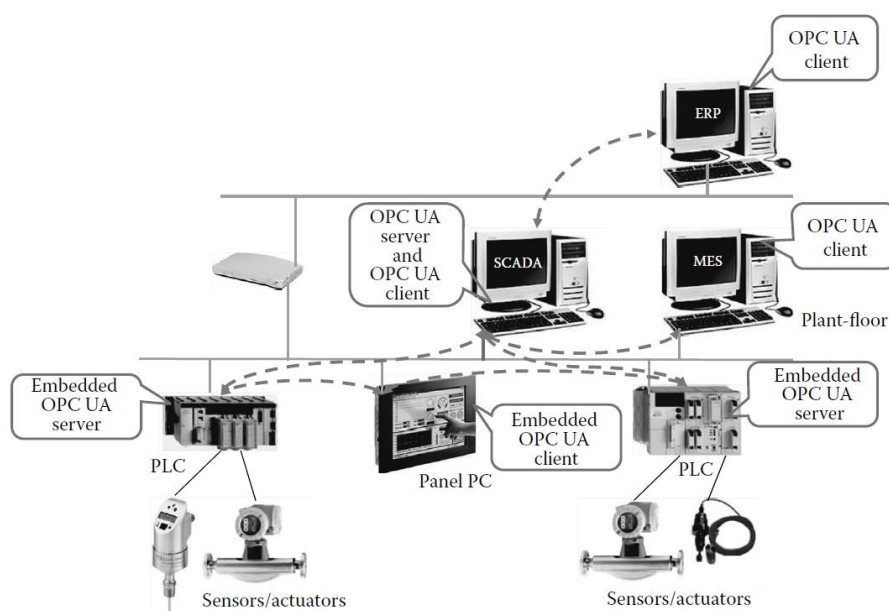 OPC UA
client
ERP
OPC UA
server
and
OPC UA
client
SCADA
MES
OPC UA
client
Plant-floor
Embedded
OPC UA
server
PLC
Embedded
OPC UA
client
Panel PC
Embedded
OPC UA
server
PLC
Sensors/actuators
Sensors/actuators